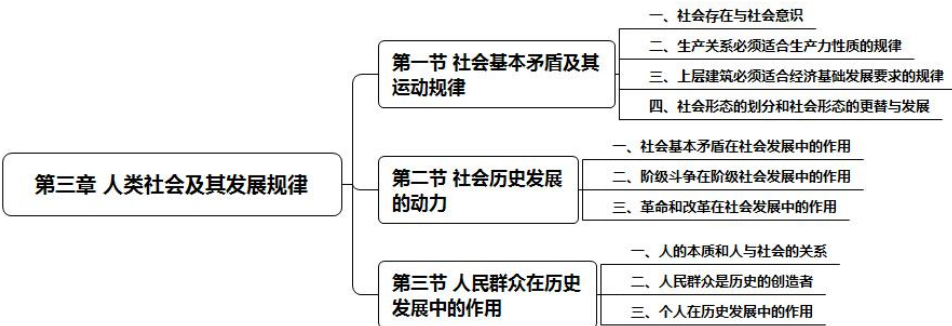 第三章 人类社会及其发展规律
第一节 社会基本矛盾及其
运动规律
一、社会存在与社会意识
二、生产关系必须适合生产力性质的规律
三、上层建筑必须适合经济基础发展要求的规律
四、社会形态的划分和社会形态的更替与发展
第二节 社会历史发展
的动力
一、社会基本矛盾在社会发展中的作用
二、阶级斗争在阶级社会发展中的作用
三、革命和改革在社会发展中的作用
第三节 人民群众在历史
发展中的作用
一、人的本质和人与社会的关系
二、人民群众是历史的创造者
三、个人在历史发展中的作用